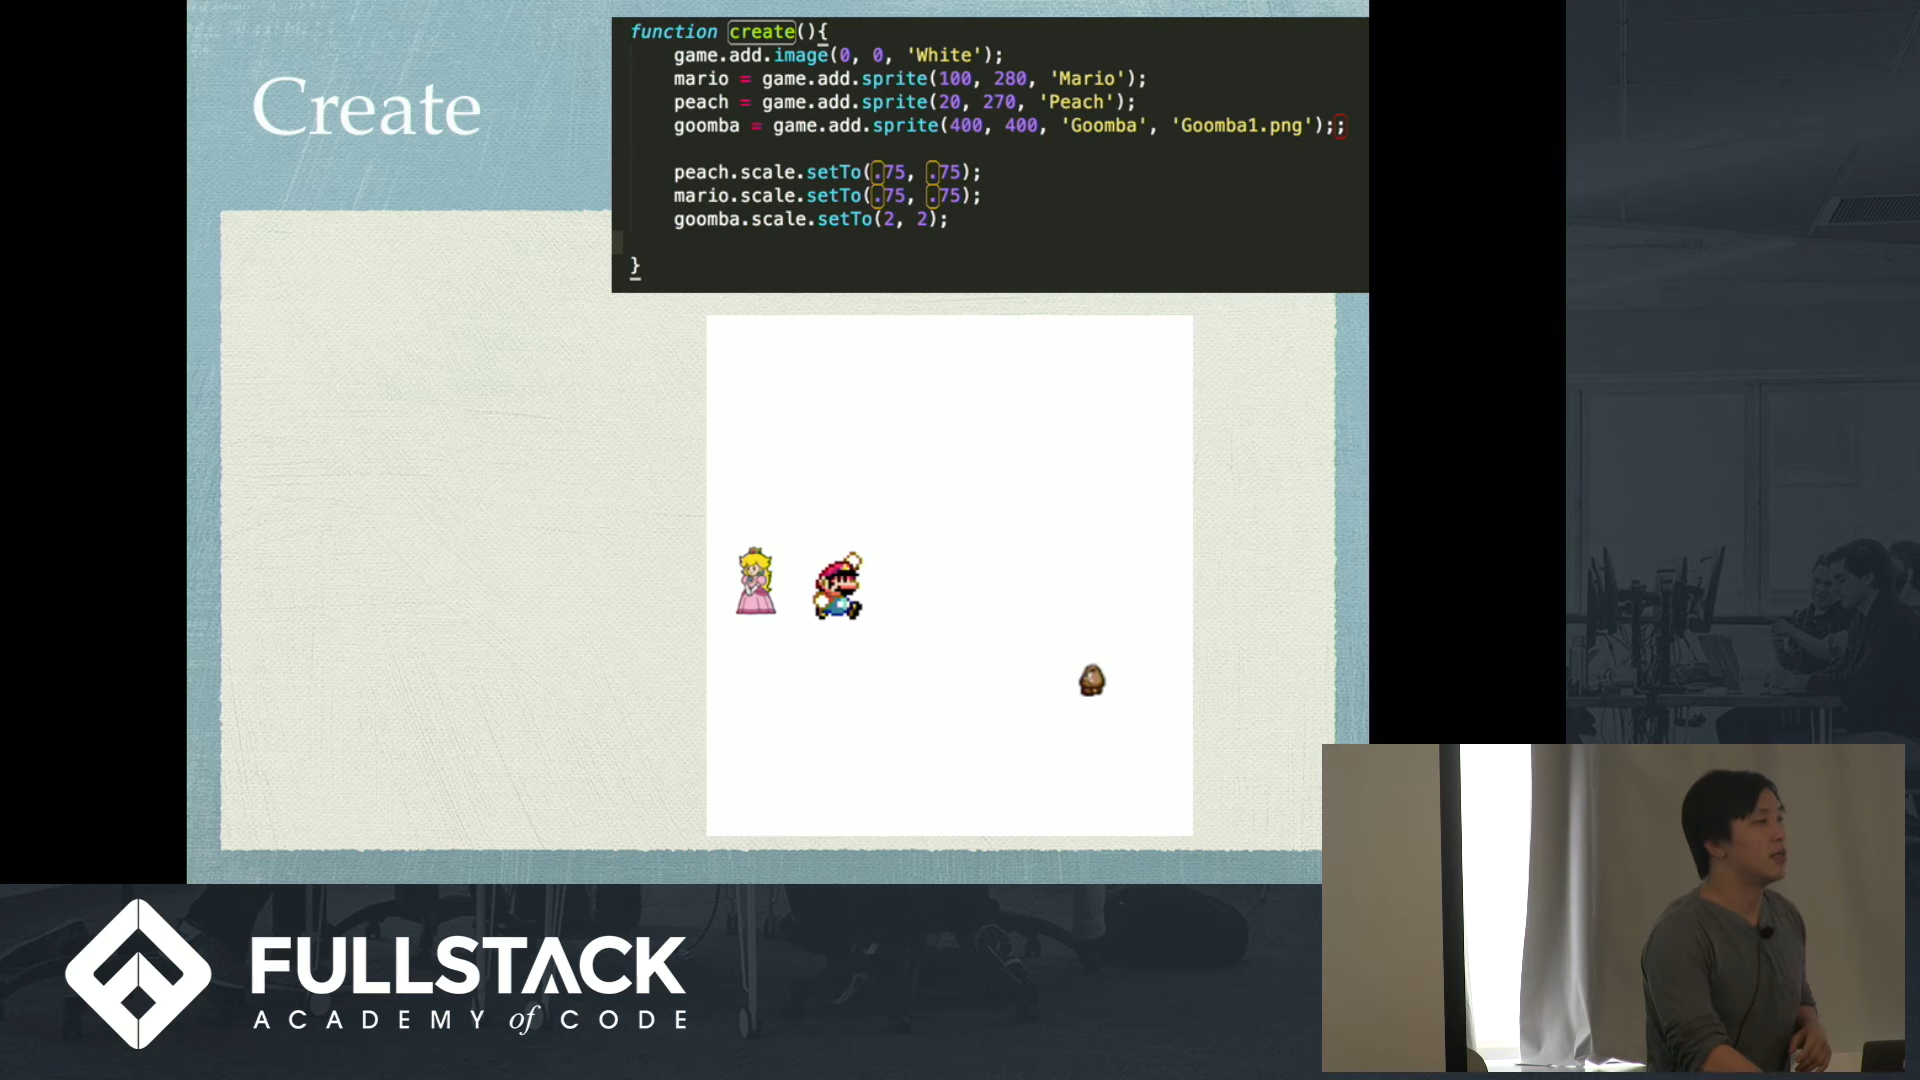 Create
function create(){
game.add.image(0, 0, 'White');
mario = game.add.sprite(100, 280, 'Mario');
peach = game.add.sprite(20, 270, 'Peach');
goomba = game.add.sprite(400, 400, 'Goomba', 'Goomba1.png');;
peach.scale.setTo(.75, .75);
mario.scale.setTo(.75, .75);
goomba.scale.setTo(2, 2);
}
FULLSTACK
ACADEMY of CODE